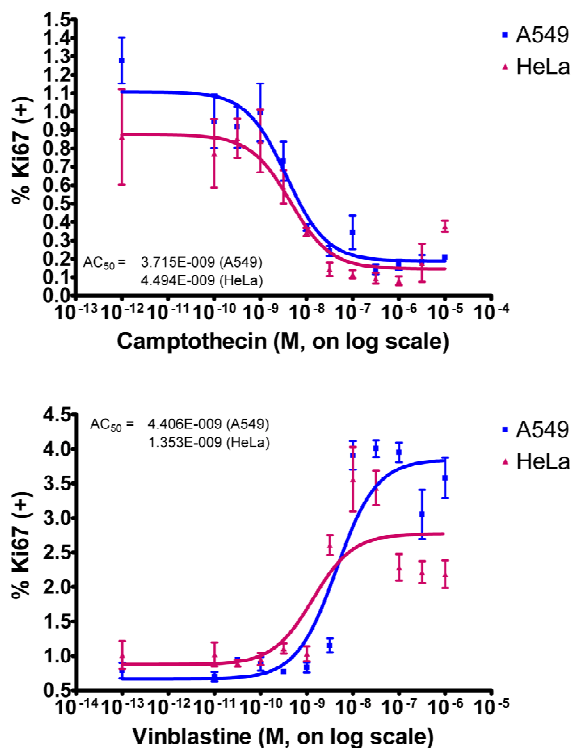 1.5
1.4
1.3
1.2
1.1
1.0
0.9
0.8
0.7
0.6
0.5
0.4
0.3
0.2
0.1
0.0
% Ki67 (+)
A549
HeLa
AC50 = 3.715E-009 (A549)
4.494E-009 (HeLa)
10-13 10-12 10-11 10-10 10-9 10-8 10-7 10-6 10-5 10-4
Camptothecin (M, on log scale)
AC50 = 4.406E-009 (A549)
1.353E-009 (HeLa)
A549
HeLa
4.5
4.0
3.5
3.0
2.5
2.0
1.5
1.0
0.5
% Ki67 (+)
10-14 10-13 10-12 10-11 10-10 10-9 10-8 10-7 10-6 10-5
Vinblastine (M, on log scale)